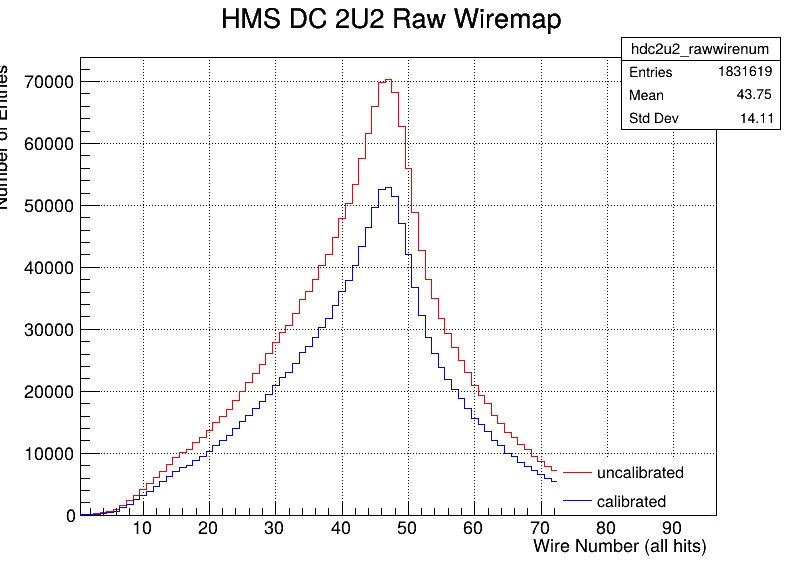 HMS DC 2U2 Raw Wiremap
hdc2u2_rawwirenum
Entries 1831619
Mean 43.75
Std Dev 14.11
Number of Entries
70000
60000
50000
40000
30000
20000
10000
0
uncalibrated
calibrated
10 20 30 40 50 60 70 80 90
Wire Number (all hits)